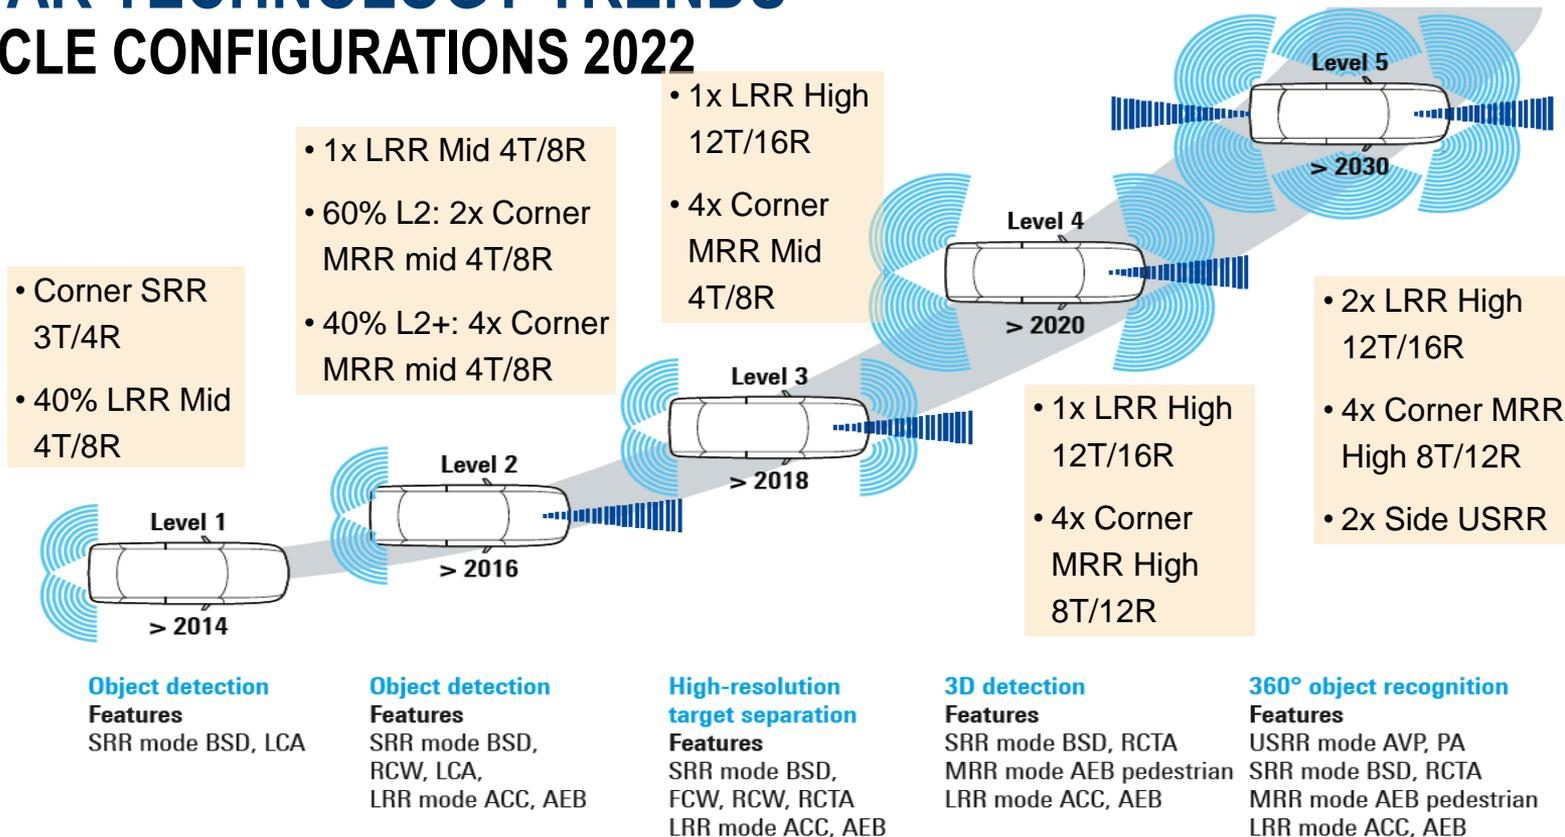 TECHNOLOGY TRENDS
CLE CONFIGURATIONS 2022
• Corner SRR
3T/4R
• 40% LRR Mid
4T/8R
• 1x LRR Mid 4T/8R
• 60% L2: 2x Corner
MRR mid 4T/8R
• 40% L2+: 4x Corner
MRR mid 4T/8R
• 1x LRR High
12T/16R
• 4x Corner
MRR Mid
4T/8R
• 1x LRR High
12T/16R
• 4x Corner
MRR High
8T/12R
• 2x LRR High
12T/16R
• 4x Corner MRR
High 8T/12R
• 2x Side USRR
Level 1
> 2014
Level 2
> 2016
Level 3
> 2018
Level 4
> 2020
Level 5
> 2030
Object detection
Features
SRR mode BSD, LCA
Object detection
Features
SRR mode BSD,
RCW, LCA,
LRR mode ACC, AEB
High-resolution
target separation
Features
SRR mode BSD,
FCW, RCW, RCTA
LRR mode ACC, AEB
3D detection
Features
SRR mode BSD, RCTA
MRR mode AEB pedestrian
LRR mode ACC, AEB
360° object recognition
Features
USRR mode AVP, PA
SRR mode BSD, RCTA
MRR mode AEB pedestrian
LRR mode ACC, AEB